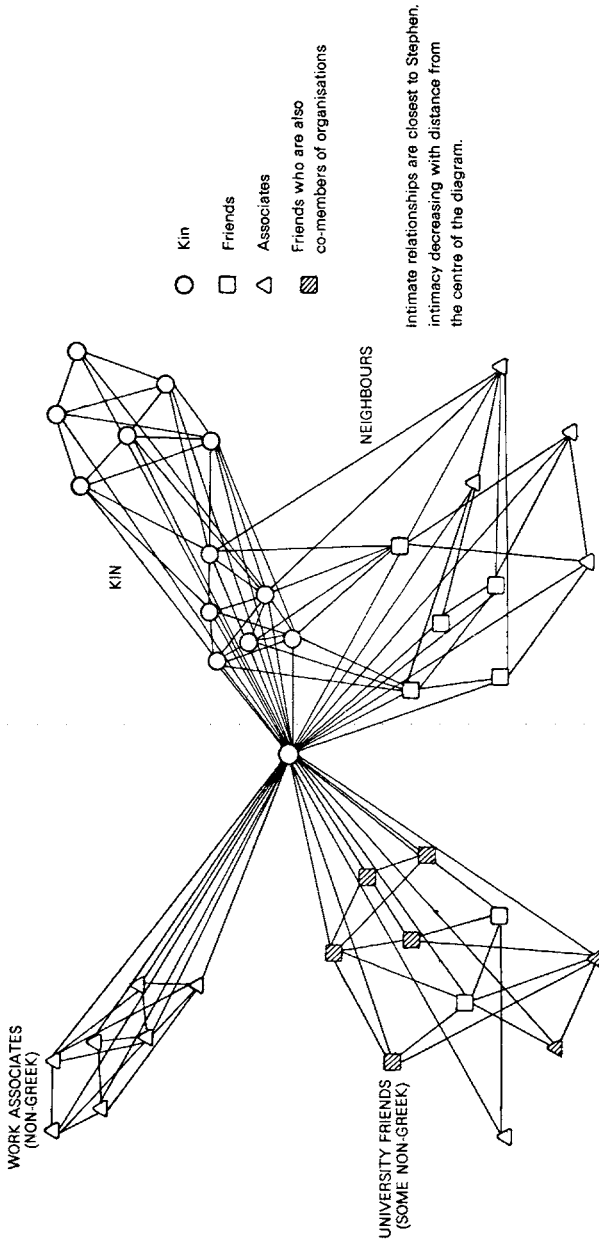 WORK ASSOCIATES
(NON-GREEK)
KIN
UNIVERSITY FRIENDS
(SOME NON-GREEK)
NEIGHBOURS
Kin
Friends
Associates
Friends who are also
co-members of organisations
Intimate relationships are closest to Stephen,
intimacy decreasing with distance from
the centre of the diagram.